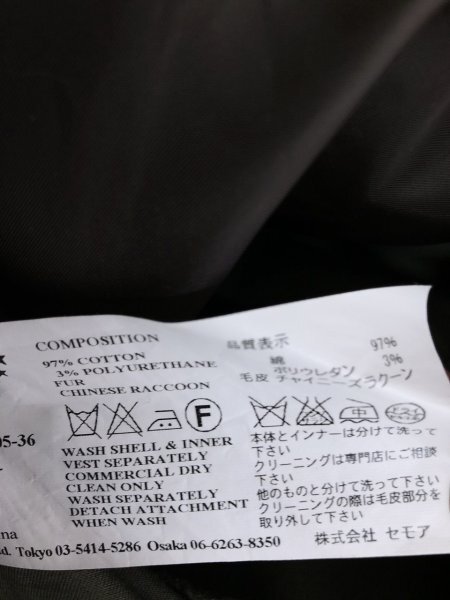 COMPOSITION
97% COTTON
3% POLYURETHANE
FUR
CHINESE RACCOON
F
WASH SHELL & INNER
VEST SEPARATELY
COMMERCIAL DRY
CLEAN ONLY
WASH SEPARATELY
DETACH ATTACHMENT
WHEN WASH
05-36
na
d. Tokyo 03-5414-5286 Osaka 06-6263-8350
品質表示
綿 97%
ポリウレタン 3%
毛皮 チャイニーズラクーン
本体とインナーは分けて洗って
下さい
クリーニングは専門店にご相談
下さい
他のものと分けて洗って下さい
クリーニングの際は毛皮部分を
取り外して下さい
株式会社 セモア